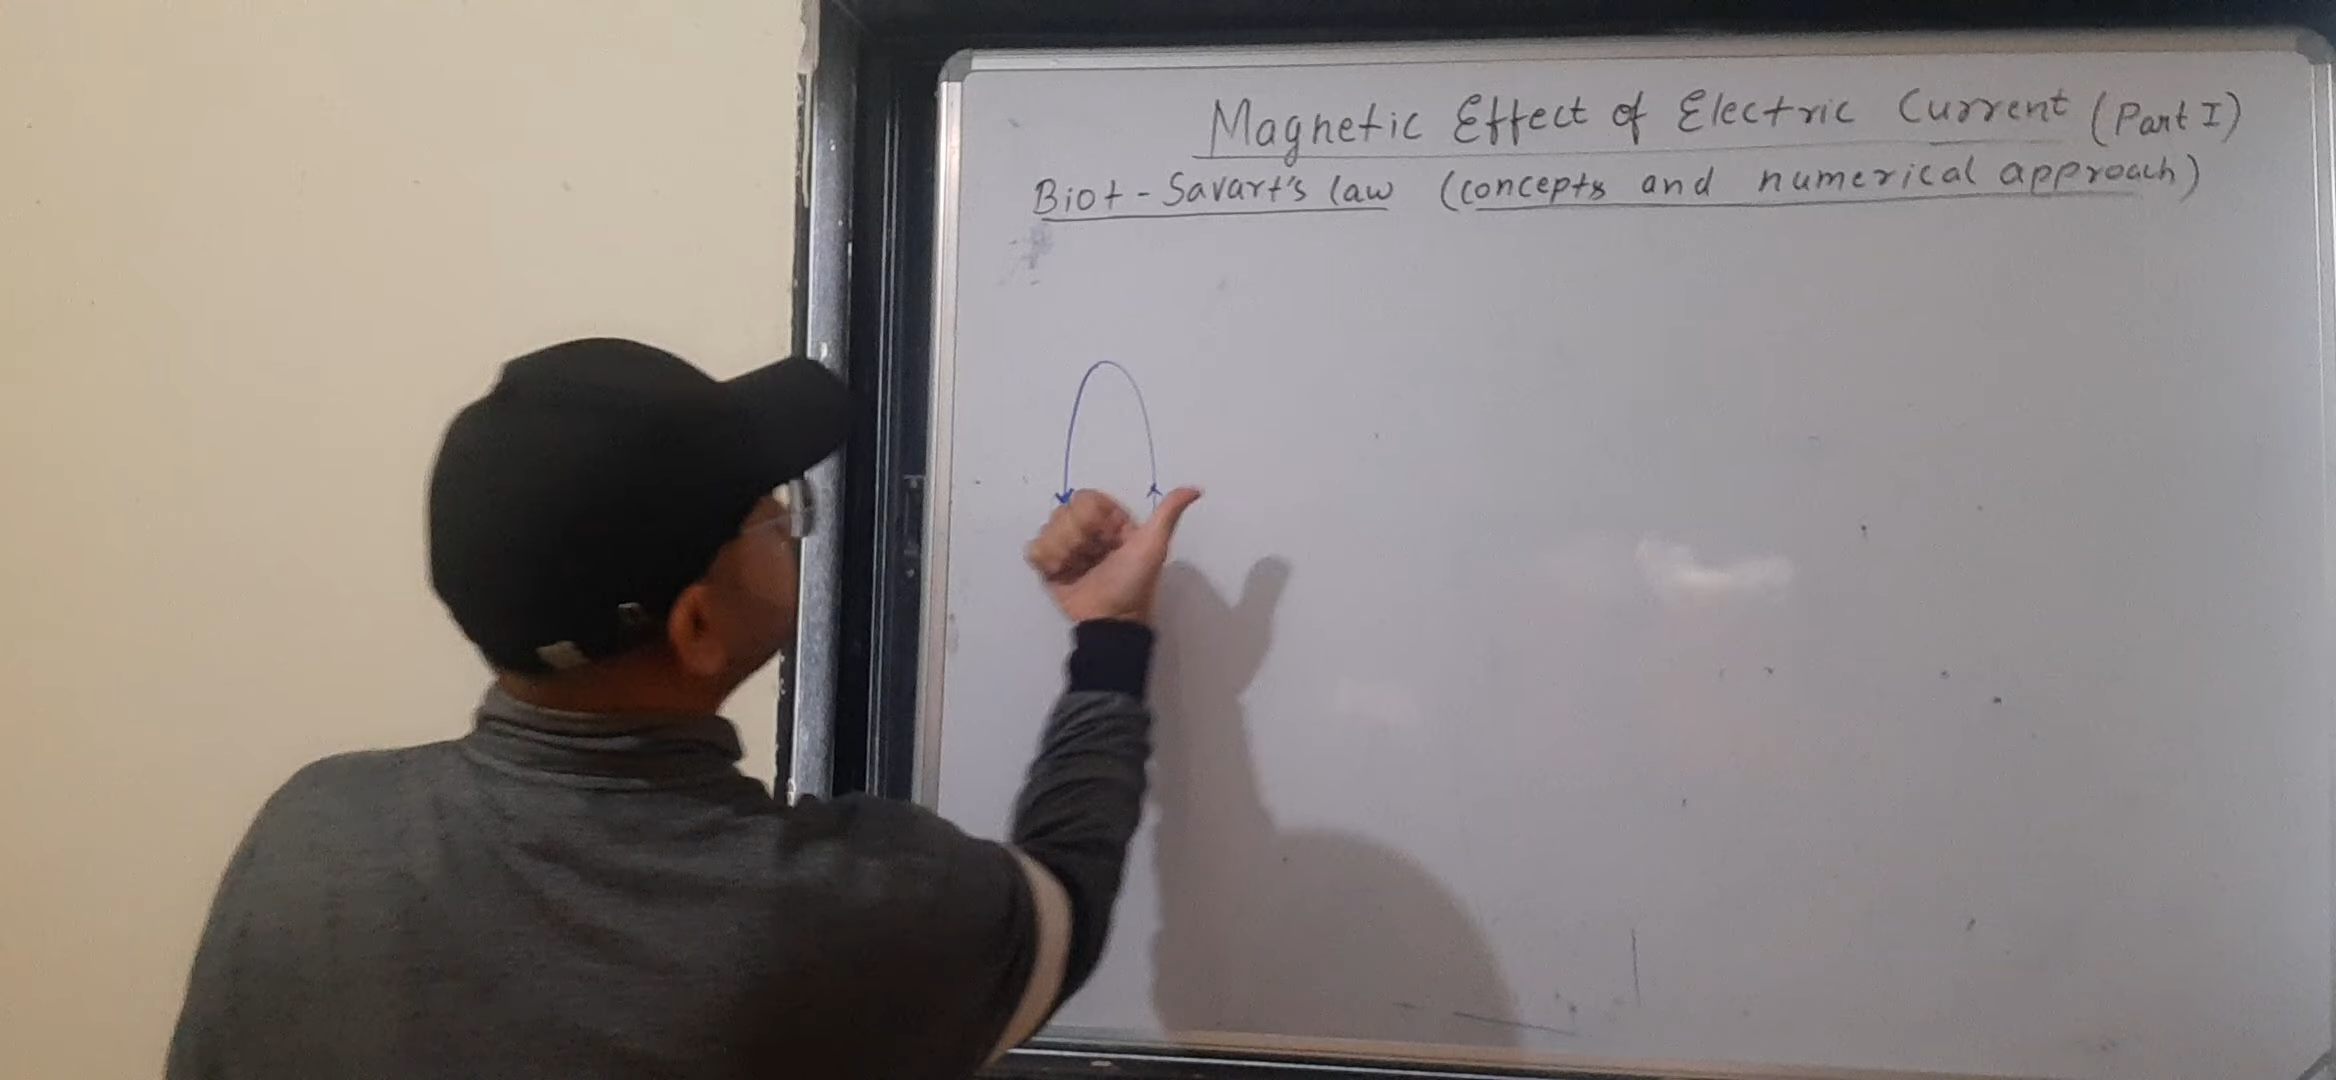 Magnetic Effect of Electric Current (Part I)
Biot - Savart's law (concepts and numerical approach)